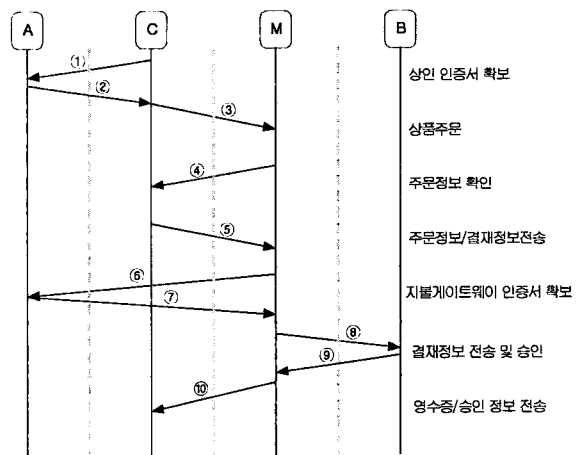 A C M B
①
상인 인증서 확보
②
③
상품주문
④
주문정보 확인
⑤
주문정보/결재정보전송
⑥
지불게이트웨이 인증서 확보
⑦
⑧
결재정보 전송 및 승인
⑨
⑩
영수증/승인 정보 전송